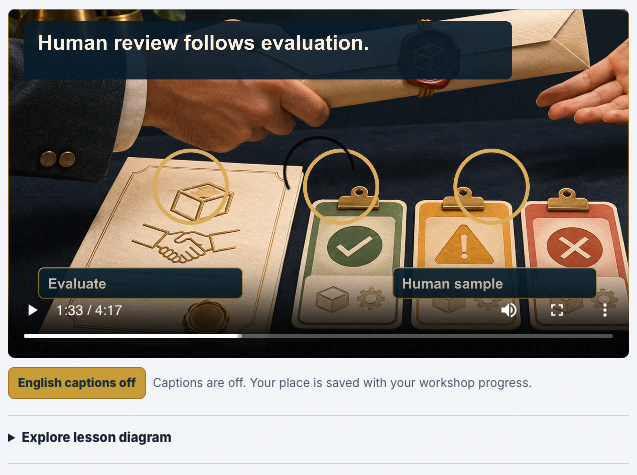 Human review follows evaluation.
Evaluate
Human sample
1:33 / 4:17
English captions off
Captions are off. Your place is saved with your workshop progress.
Explore lesson diagram